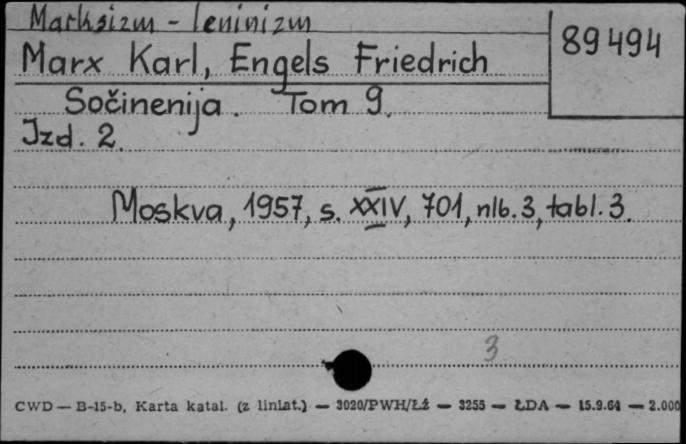 Marksizm - leninizm
89494
Marx Karl, Engels Friedrich
Sočinenija. Tom 9.
Izd. 2.
Moskva, 1957, s. XXIV, 701, nlb. 3, tabl. 3.
3
CWD — B-15-b, Karta katal. (z liniat.) — 3020/PWH/Łź — 3255 — ŁDA — 15.9.64 — 2.000